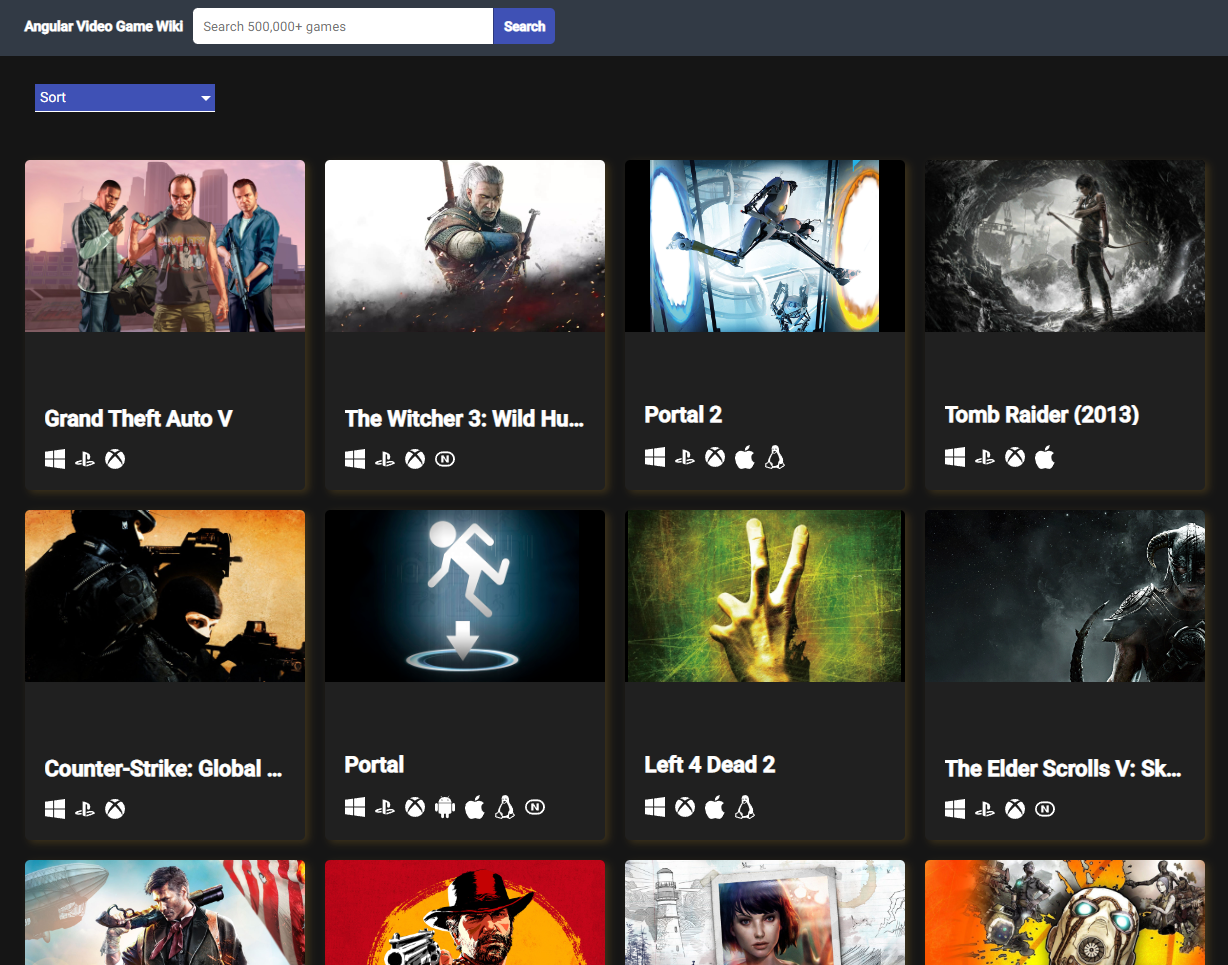 Angular Video Game Wiki
Search 500,000+ games
Search
Sort
Grand Theft Auto V
The Witcher 3: Wild Hu...
Portal 2
Tomb Raider (2013)
N
Counter-Strike: Global ...
Portal
Left 4 Dead 2
The Elder Scrolls V: Sk...
N
N